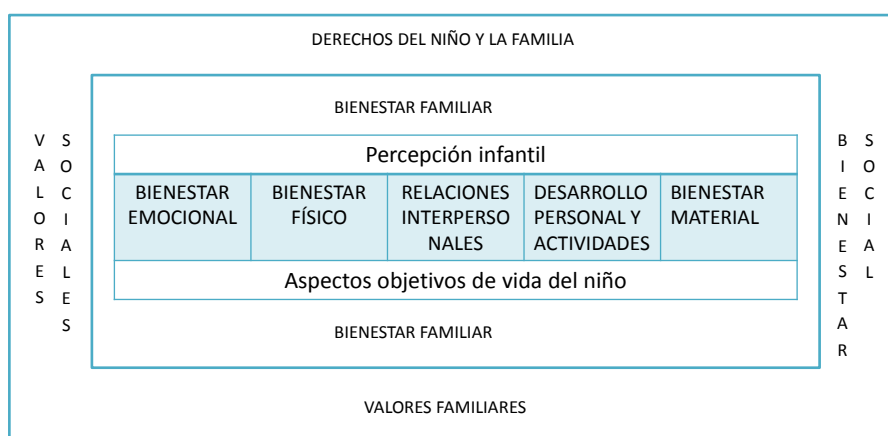 DERECHOS DEL NIÑO Y LA FAMILIA
BIENESTAR FAMILIAR
VALORES
SOCIALES
Percepción infantil
BIENESTAR
EMOCIONAL
BIENESTAR
FÍSICO
RELACIONES
INTERPERSO
NALES
DESARROLLO
PERSONAL Y
ACTIVIDADES
BIENESTAR
MATERIAL
Aspectos objetivos de vida del niño
BIENESTAR
SOCIAL
BIENESTAR FAMILIAR
VALORES FAMILIARES